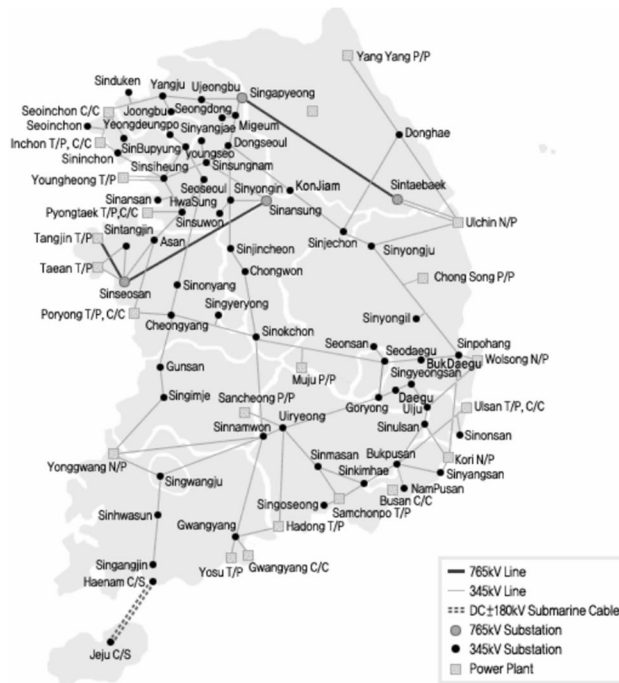 Yang Yang P/P
Sinduken
Yangju
Ujeongbu
Singapyeong
Seoinchon C/C
Joongbu
Seongdong
Seoinchon
Yeongdeungpo
Sinyangjae
Migeum
Donghae
Inchon T/P, C/C
SinBupyung
youngseo
Dongseoul
Sininchon
Sinsiheung
Sinsungnam
Youngheong T/P
Seoseoul
Sinyongin
KonJiam
Sintaebaek
Sinansan
HwaSung
Sinansung
Pyongtaek T/P,C/C
Sinsuwon
Ulchin N/P
Tangjin T/P
Sintangjin
Asan
Sinjincheon
Sinjechon
Sinyongju
Taean T/P
Chongwon
Chong Song P/P
Sinseosan
Sinonyang
Poryong T/P, C/C
Singyeryong
Cheongyang
Sinyongil
Sinokchon
Seonsan
Seodaegu
Sinpohang
BukDaegu
Wolsong N/P
Gunsan
Muju P/P
Singyeongsan
Singimje
Sancheong P/P
Daegu
Goryong
Uiju
Ulsan T/P, C/C
Uiryeong
Sinulsan
Sinnamwon
Sinonsan
Yonggwang N/P
Sinmasan
Bukpusan
Kori N/P
Singwangju
Sinkimhae
Sinyangsan
NamPusan
Busan C/C
Singoseong
Samchonpo T/P
Sinhwasun
Gwangyang
Hadong T/P
Yosu T/P
Gwangyang C/C
Singangjin
Haenam C/S
Jeju C/S
765kV Line
345kV Line
DC±180kV Submarine Cable
765kV Substation
345kV Substation
Power Plant